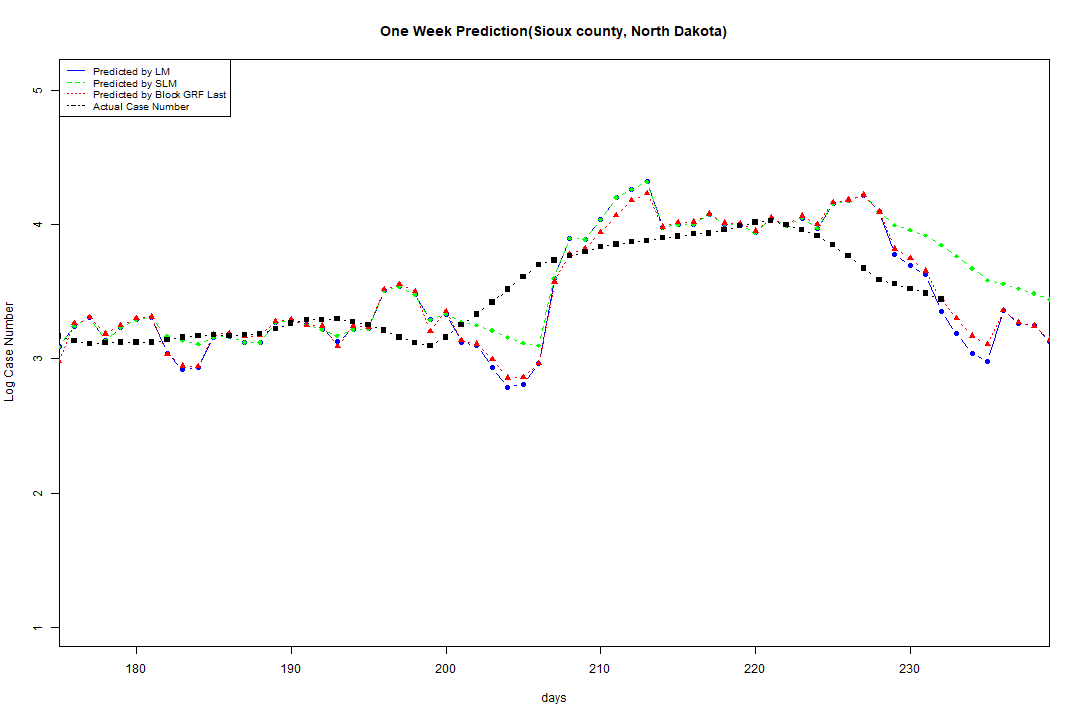 One Week Prediction(Sioux county, North Dakota)
Predicted by LM
Predicted by SLM
Predicted by Block GRF Last
Actual Case Number
5
4
3
2
1
Log Case Number
180 190 200 210 220 230
days